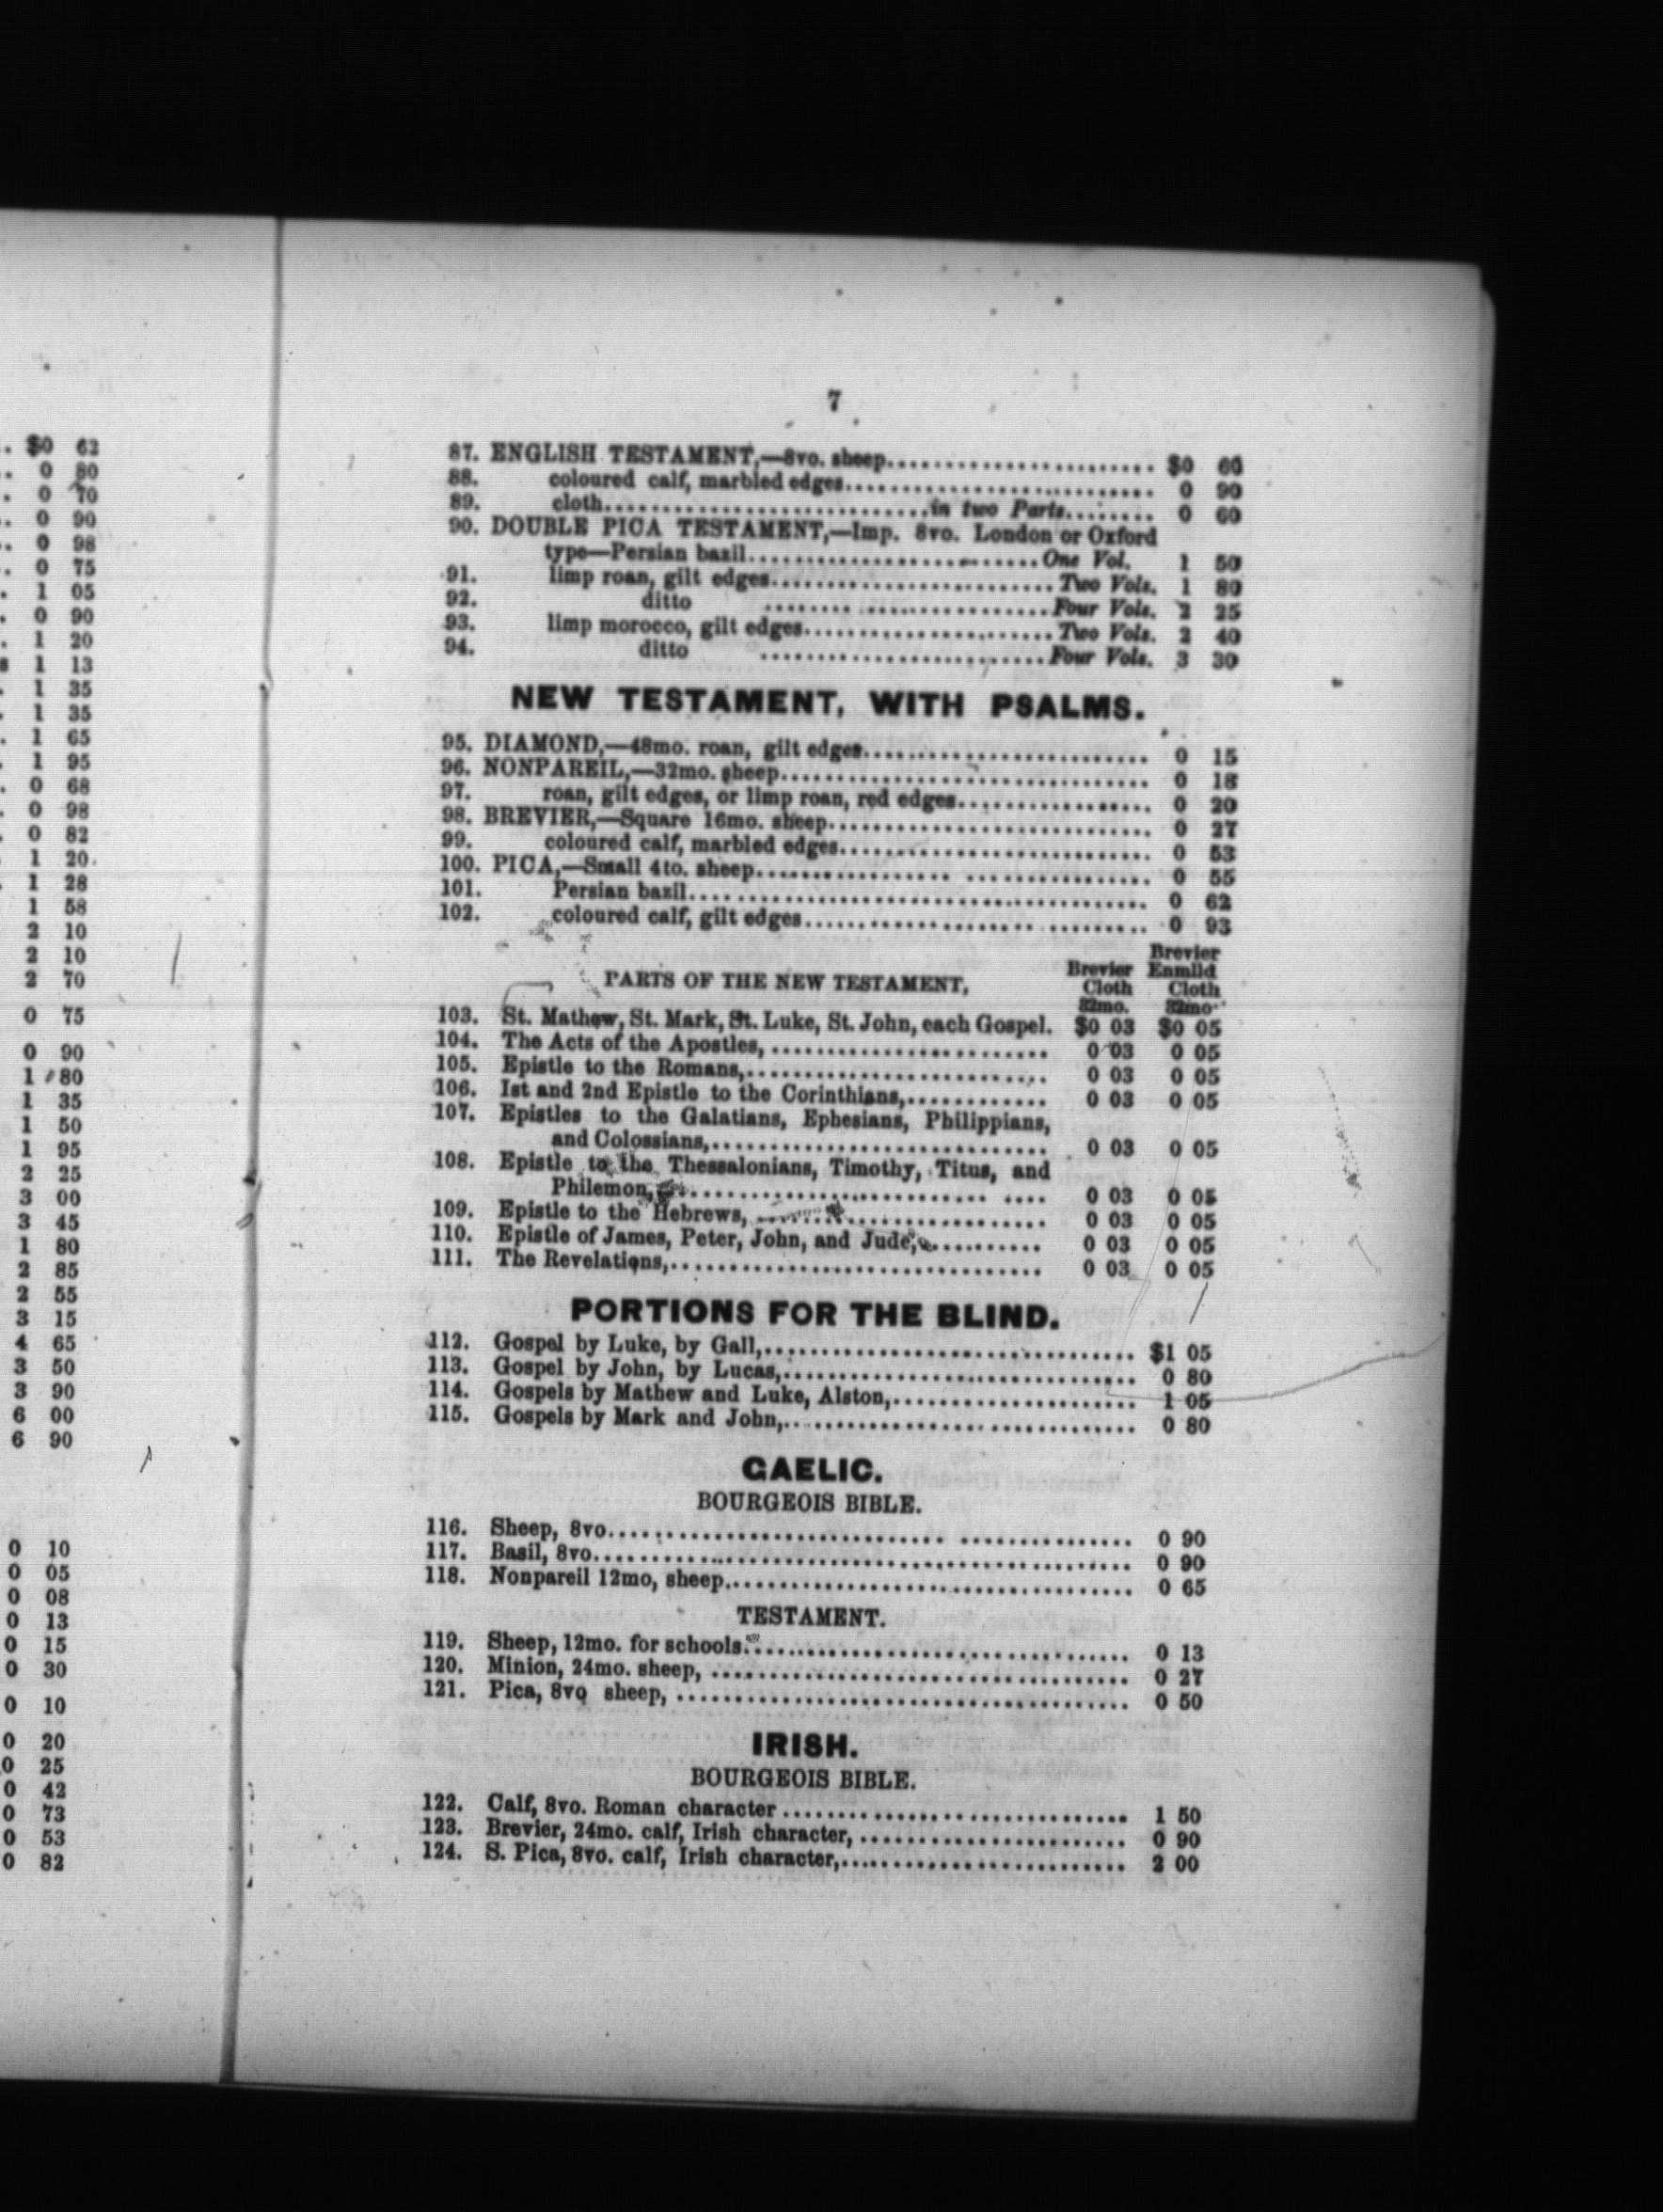 .. $0 62
.. 0 80
. 0 70
.. 0 90
.. 0 98
. 0 75
. 1 05
. 0 90
. 1 20
s 1 13
. 1 35
. 1 35
. 1 65
. 1 95
. 0 68
. 0 98
. 0 82
1 20
. 1 28
1 58
2 10
2 10
2 70
0 75
0 90
1 80
1 35
1 50
1 95
2 25
3 00
3 45
1 80
2 85
2 55
3 15
4 65
3 50
3 90
6 00
6 90
0 10
0 05
0 08
0 13
0 15
0 30
0 10
0 20
0 25
0 42
0 73
0 53
0 82
7
87. ENGLISH TESTAMENT,—8vo. sheep........................ $0 60
88. coloured calf, marbled edges............................ 0 90
89. cloth.............................in two Parts........ 0 60
90. DOUBLE PICA TESTAMENT,—Imp. 8vo. London or Oxford
type—Persian bazil..........................One Vol. 1 50
91. limp roan, gilt edges.........................Two Vols. 1 80
92. ditto ..........................Four Vols. 2 25
93. limp morocco, gilt edges......................Two Vols. 2 40
94. ditto ..........................Four Vols. 3 30
NEW TESTAMENT, WITH PSALMS.
95. DIAMOND,—48mo. roan, gilt edges.......................... 0 15
96. NONPAREIL,—32mo. sheep................................. 0 18
97. roan, gilt edges, or limp roan, red edges................. 0 20
98. BREVIER,—Square 16mo. sheep............................. 0 27
99. coloured calf, marbled edges............................ 0 53
100. PICA,—Small 4to. sheep................. ................. 0 55
101. Persian bazil......................................... 0 62
102. coloured calf, gilt edges.................... ......... 0 93
PARTS OF THE NEW TESTAMENT,
Brevier Cloth 32mo.
Brevier Enmlld Cloth 32mo
103. St. Mathew, St. Mark, St. Luke, St. John, each Gospel. $0 03 $0 05
104. The Acts of the Apostles, ......................... 0 03 0 05
105. Epistle to the Romans,........................... 0 03 0 05
106. Ist and 2nd Epistle to the Corinthians,............ 0 03 0 05
107. Epistles to the Galatians, Ephesians, Philippians,
and Colossians,.............................. 0 03 0 05
108. Epistle to the Thessalonians, Timothy, Titus, and
Philemon,............................ .... 0 03 0 05
109. Epistle to the Hebrews, .......................... 0 03 0 05
110. Epistle of James, Peter, John, and Jude,........... 0 03 0 05
111. The Revelations,................................ 0 03 0 05
PORTIONS FOR THE BLIND.
112. Gospel by Luke, by Gall,................................ $1 05
113. Gospel by John, by Lucas,............................... 0 80
114. Gospels by Mathew and Luke, Alston,..................... 1 05
115. Gospels by Mark and John,............................... 0 80
GAELIC.
BOURGEOIS BIBLE.
116. Sheep, 8vo............................. ............... 0 90
117. Basil, 8vo.............................................. 0 90
118. Nonpareil 12mo, sheep.................................. 0 65
TESTAMENT.
119. Sheep, 12mo. for schools................................ 0 13
120. Minion, 24mo. sheep, ................................... 0 27
121. Pica, 8vo sheep, ....................................... 0 50
IRISH.
BOURGEOIS BIBLE.
122. Calf, 8vo. Roman character .............................. 1 50
123. Brevier, 24mo. calf, Irish character, ...................... 0 90
124. S. Pica, 8vo. calf, Irish character,......................... 2 00